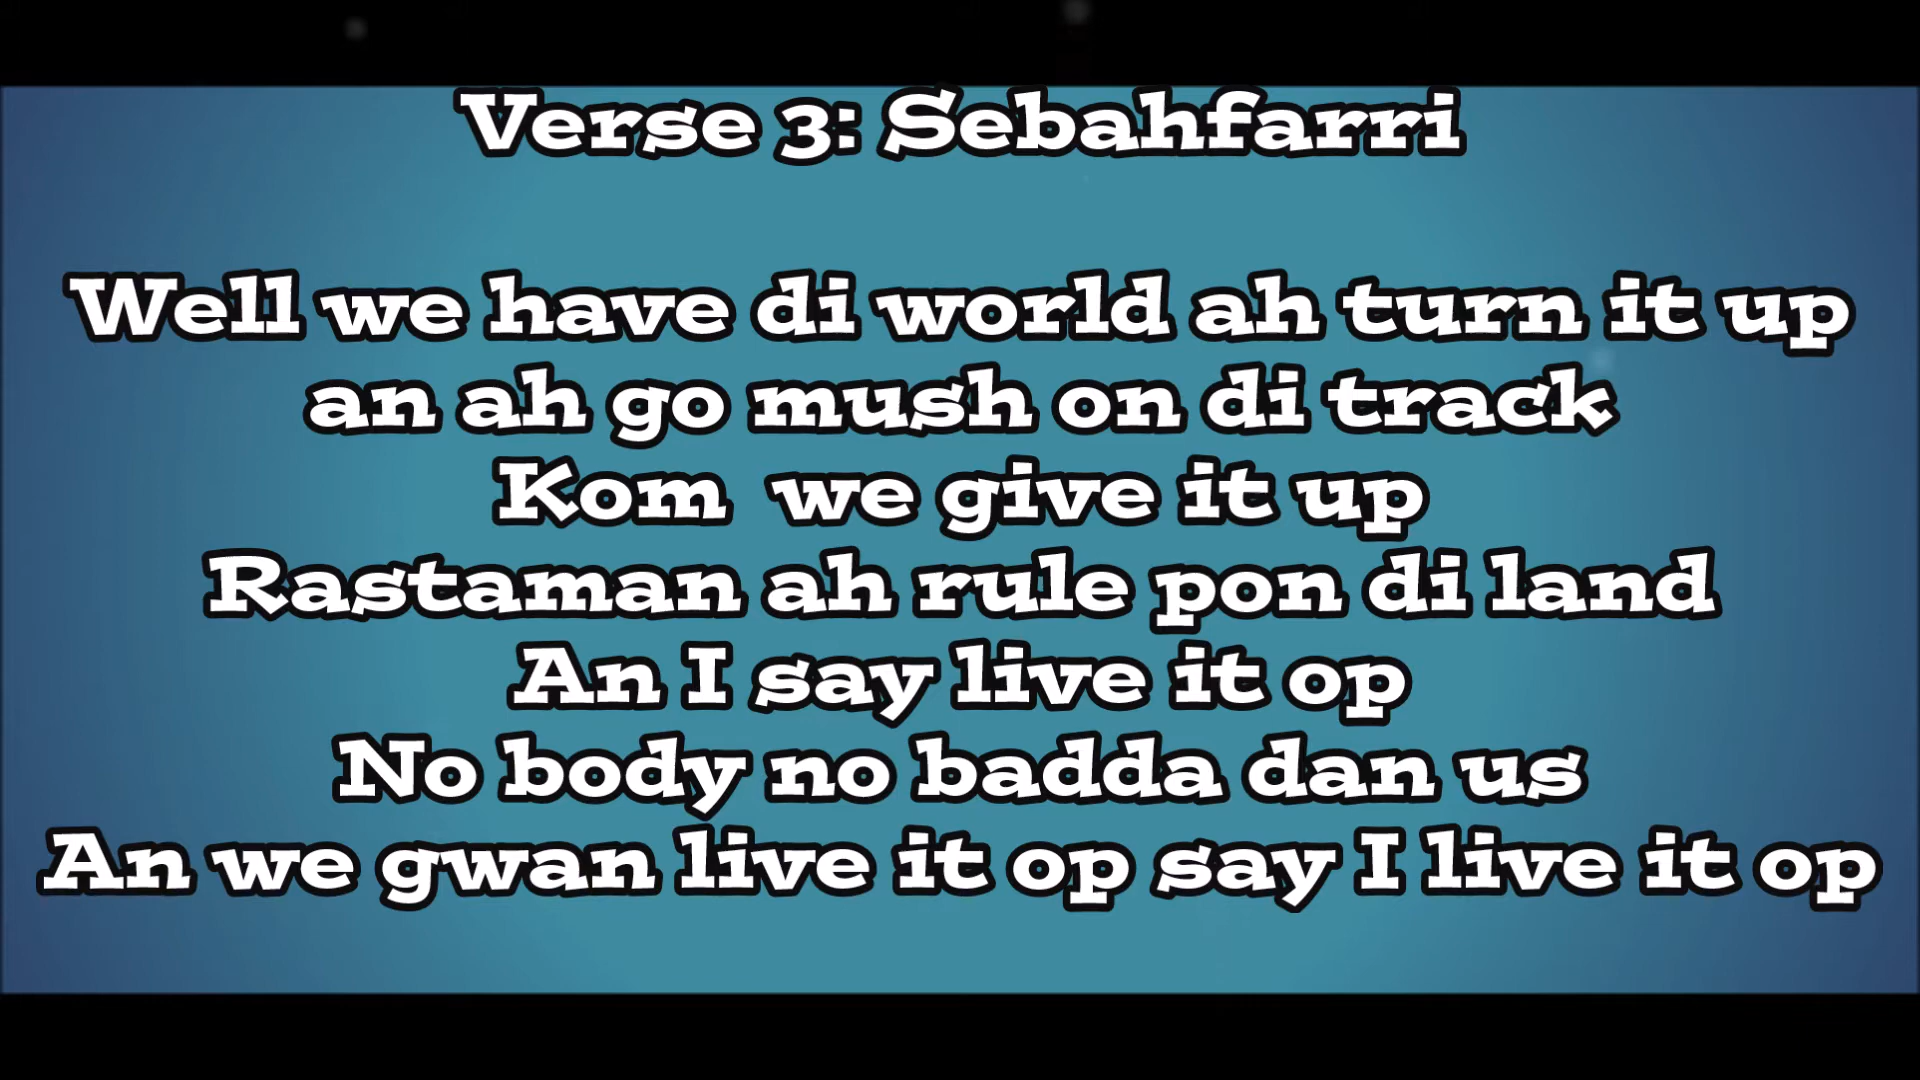 Verse 3: Sebahfarri
Well we have di world ah turn it up
an ah go mush on di track
Kom  we give it up
Rastaman ah rule pon di land
An I say live it op
No body no badda dan us
An we gwan live it op say I live it op